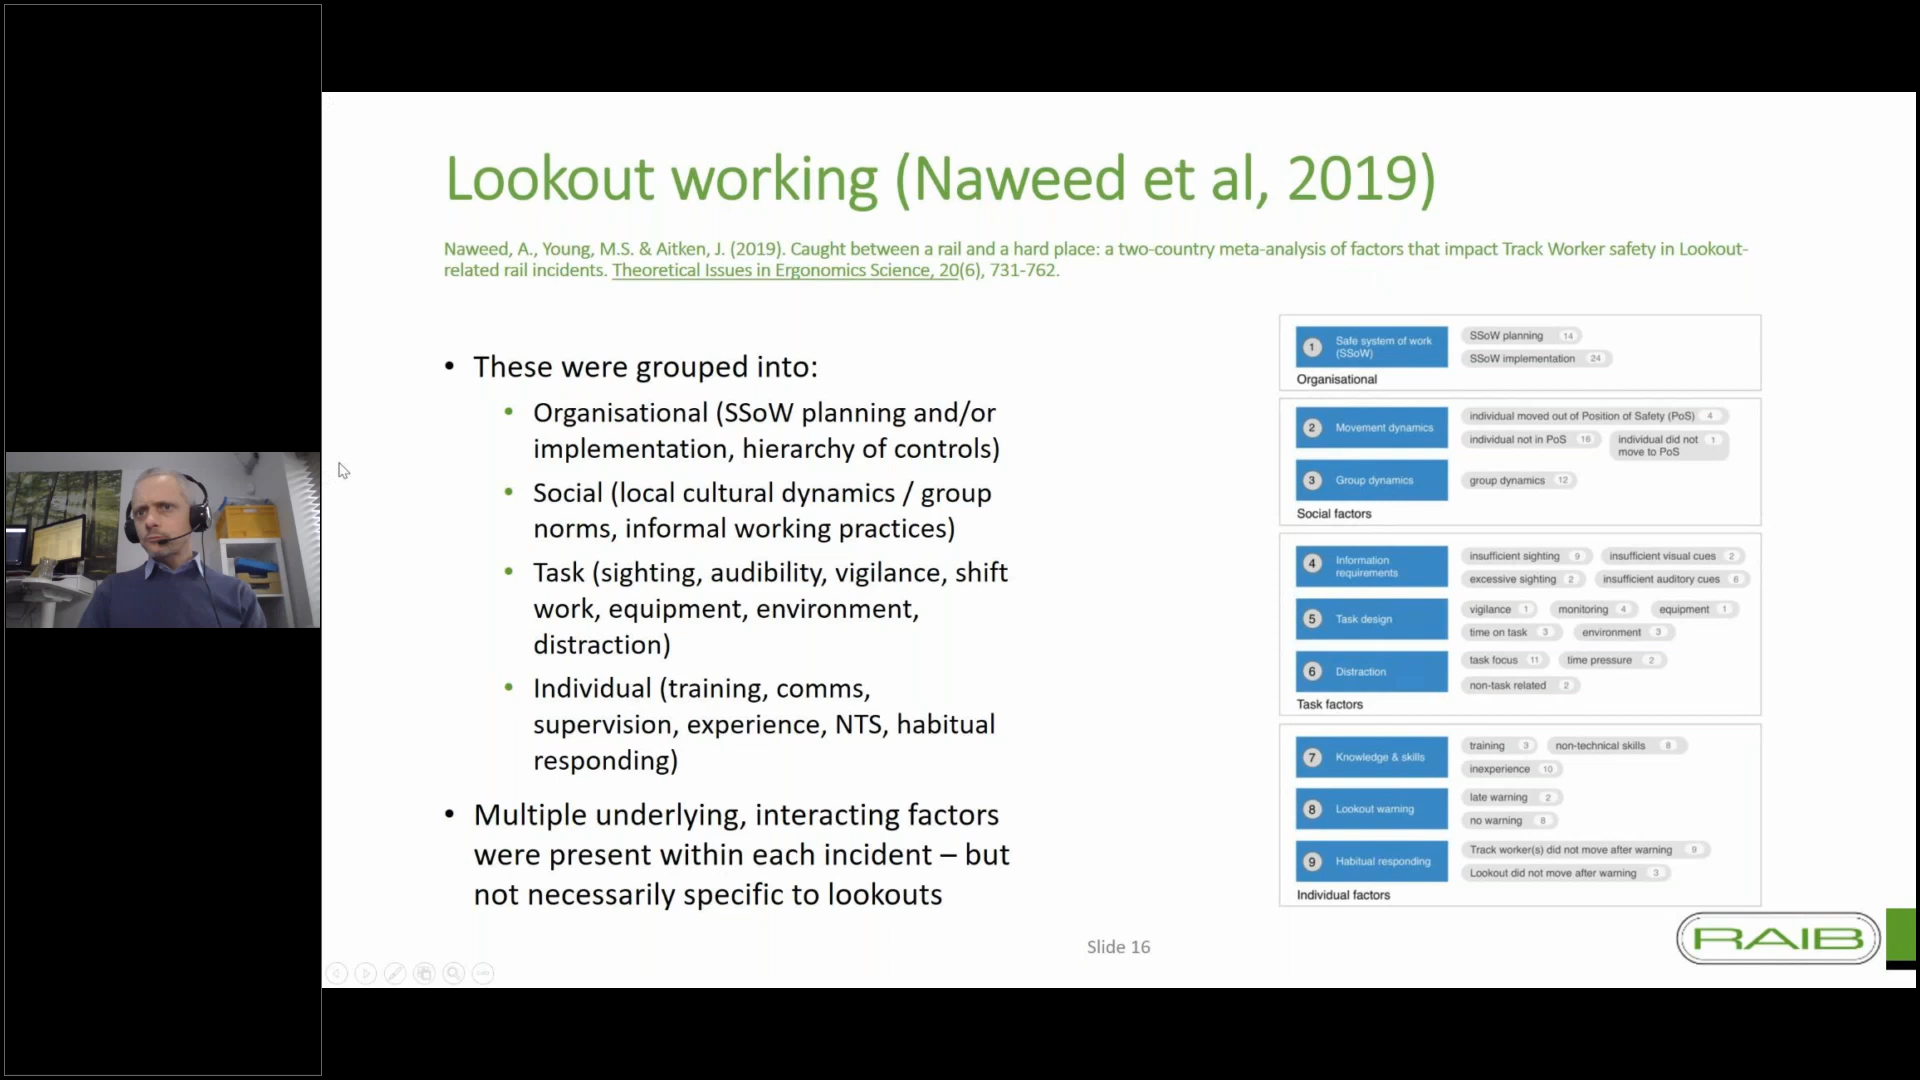 Lookout working (Naweed et al, 2019)
Naweed, A., Young, M.S. & Aitken, J. (2019). Caught between a rail and a hard place: a two-country meta-analysis of factors that impact Track Worker safety in Lookout-
related rail incidents. Theoretical Issues in Ergonomics Science, 20(6), 731-762.
• These were grouped into:
• Organisational (SSoW planning and/or
implementation, hierarchy of controls)
• Social (local cultural dynamics / group
norms, informal working practices)
• Task (sighting, audibility, vigilance, shift
work, equipment, environment,
distraction)
• Individual (training, comms,
supervision, experience, NTS, habitual
responding)
• Multiple underlying, interacting factors
were present within each incident – but
not necessarily specific to lookouts
1 Safe system of work
(SSoW)
SSoW planning 14
SSoW implementation 24
Organisational
2 Movement dynamics
individual moved out of Position of Safety (PoS) 4
individual not in PoS 16
individual did not 1
move to PoS
3 Group dynamics
group dynamics 12
Social factors
4 Information
requirements
insufficient sighting 9 insufficient visual cues 2
excessive sighting 2 insufficient auditory cues 6
5 Task design
vigilance 1 monitoring 4 equipment 1
time on task 3 environment 3
6 Distraction
task focus 11 time pressure 2
non-task related 2
Task factors
7 Knowledge & skills
training 3 non-technical skills 8
inexperience 10
8 Lookout warning
late warning 2
no warning 8
9 Habitual responding
Track worker(s) did not move after warning 9
Lookout did not move after warning 3
Individual factors
Slide 16
RAIB